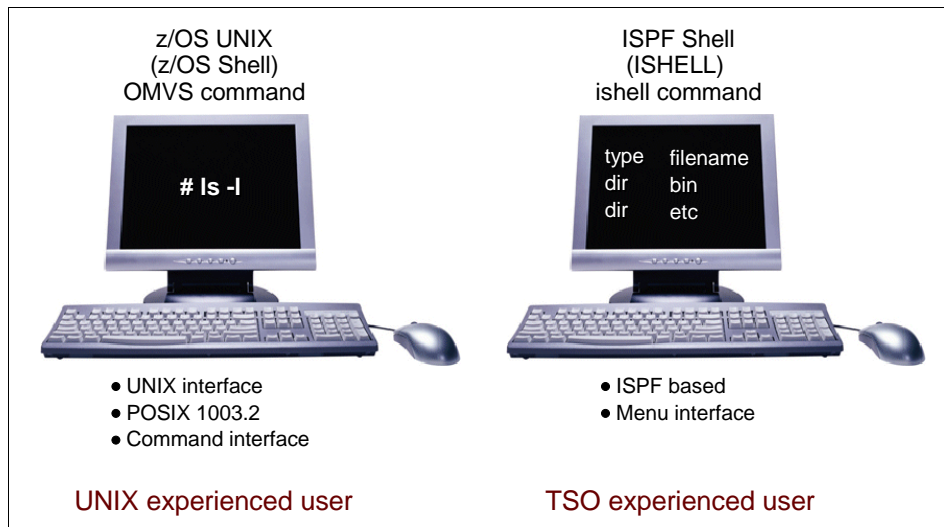 z/OS UNIX
(z/OS Shell)
OMVS command
# ls -l
• UNIX interface
• POSIX 1003.2
• Command interface
UNIX experienced user
ISPF Shell
(ISHELL)
ishell command
type filename
dir bin
dir etc
• ISPF based
• Menu interface
TSO experienced user